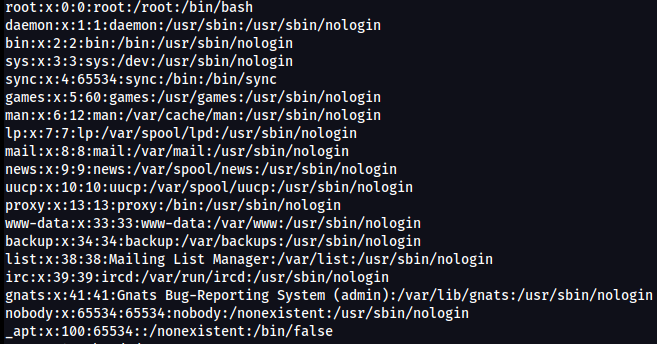 root:x:0:0:root:/root:/bin/bash
daemon:x:1:1:daemon:/usr/sbin:/usr/sbin/nologin
bin:x:2:2:bin:/bin:/usr/sbin/nologin
sys:x:3:3:sys:/dev:/usr/sbin/nologin
sync:x:4:65534:sync:/bin:/bin/sync
games:x:5:60:games:/usr/games:/usr/sbin/nologin
man:x:6:12:man:/var/cache/man:/usr/sbin/nologin
lp:x:7:7:lp:/var/spool/lpd:/usr/sbin/nologin
mail:x:8:8:mail:/var/mail:/usr/sbin/nologin
news:x:9:9:news:/var/spool/news:/usr/sbin/nologin
uucp:x:10:10:uucp:/var/spool/uucp:/usr/sbin/nologin
proxy:x:13:13:proxy:/bin:/usr/sbin/nologin
www-data:x:33:33:www-data:/var/www:/usr/sbin/nologin
backup:x:34:34:backup:/var/backups:/usr/sbin/nologin
list:x:38:38:Mailing List Manager:/var/list:/usr/sbin/nologin
irc:x:39:39:ircd:/var/run/ircd:/usr/sbin/nologin
gnats:x:41:41:Gnats Bug-Reporting System (admin):/var/lib/gnats:/usr/sbin/nologin
nobody:x:65534:65534:nobody:/nonexistent:/usr/sbin/nologin
_apt:x:100:65534::/nonexistent:/bin/false